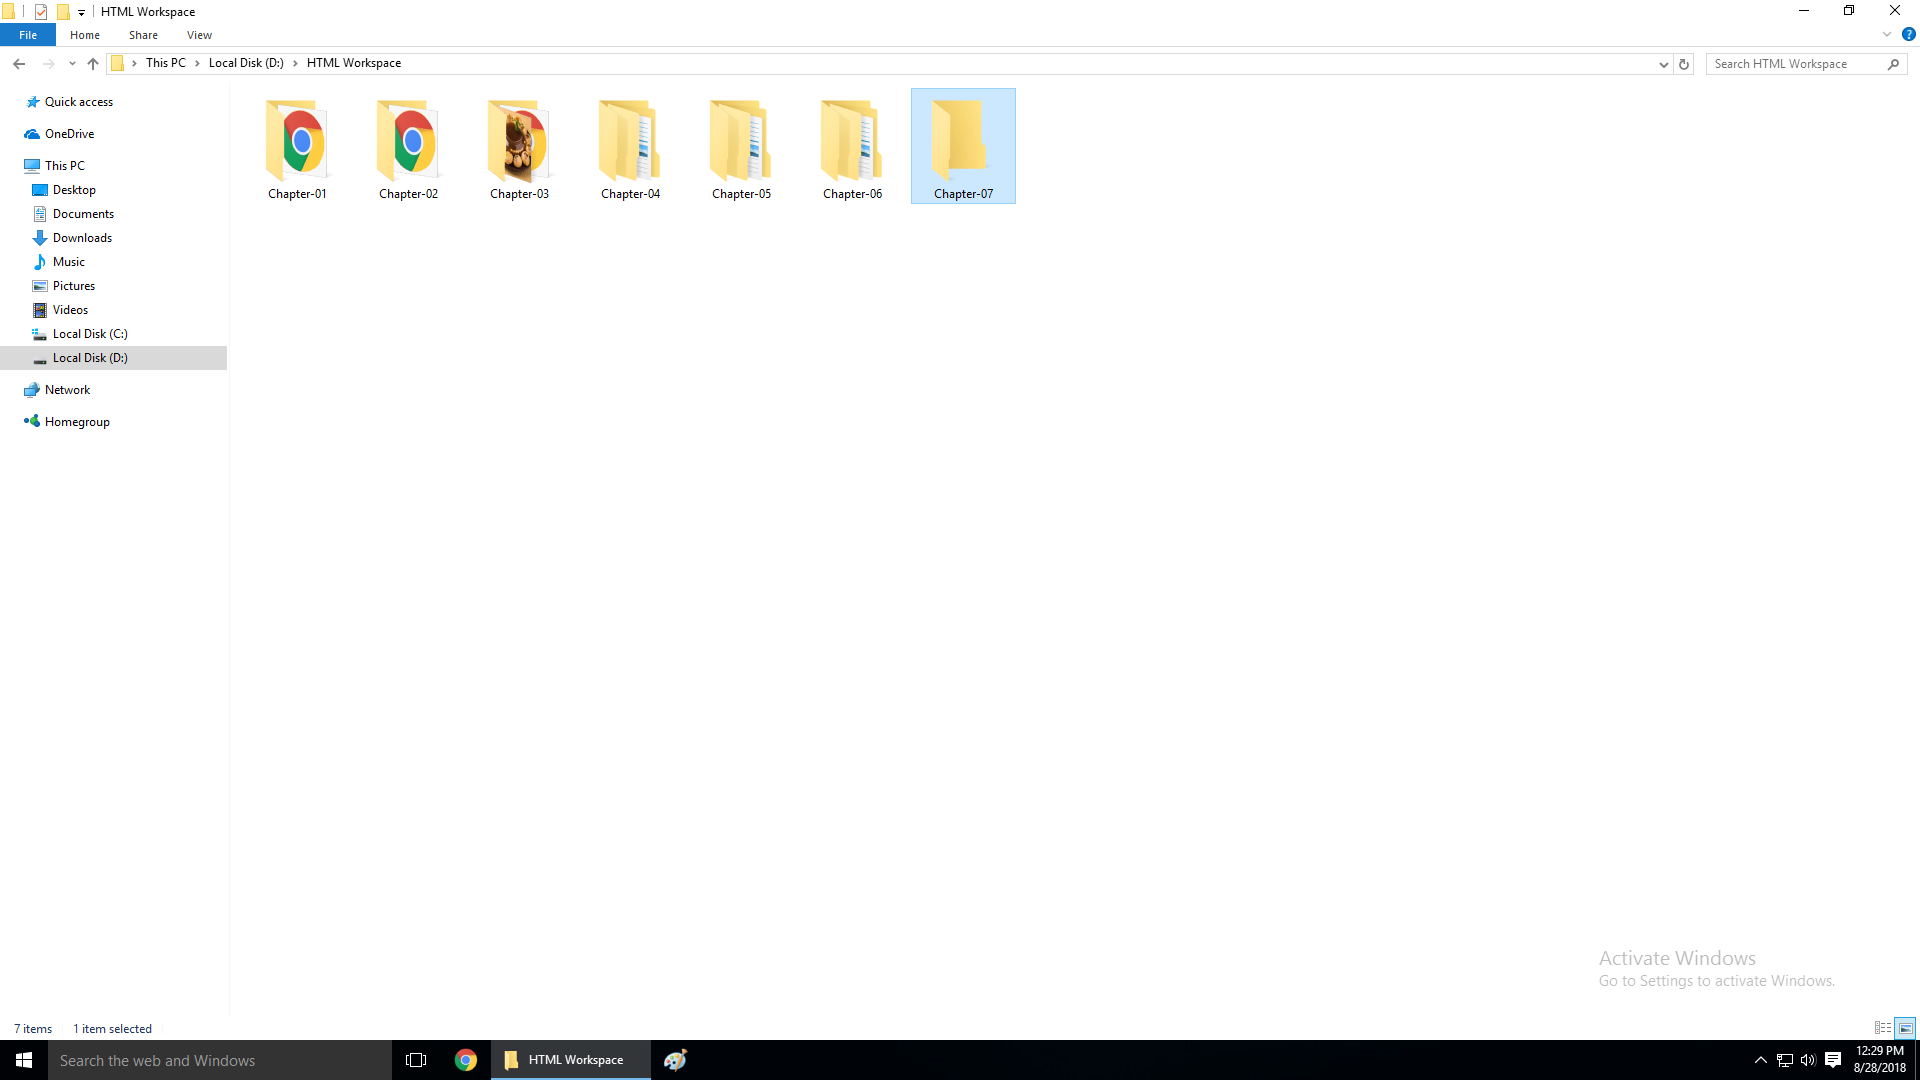 HTML Workspace
File Home Share View
This PC Local Disk (D:) HTML Workspace
Search HTML Workspace
Quick access
OneDrive
This PC
Desktop
Documents
Downloads
Music
Pictures
Videos
Local Disk (C:)
Local Disk (D:)
Network
Homegroup
Chapter-01 Chapter-02 Chapter-03 Chapter-04 Chapter-05 Chapter-06 Chapter-07
Activate Windows
Go to Settings to activate Windows.
7 items 1 item selected
Search the web and Windows
HTML Workspace
12:29 PM
8/28/2018